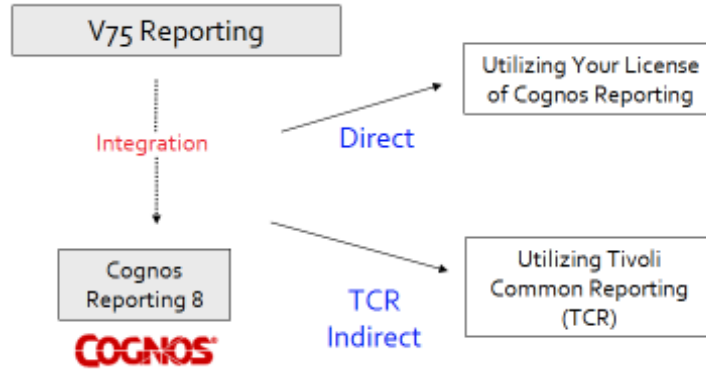 V75 Reporting
Utilizing Your License
of Cognos Reporting
Integration
Direct
Cognos
Reporting 8
COGNOS®
TCR
Indirect
Utilizing Tivoli
Common Reporting
(TCR)